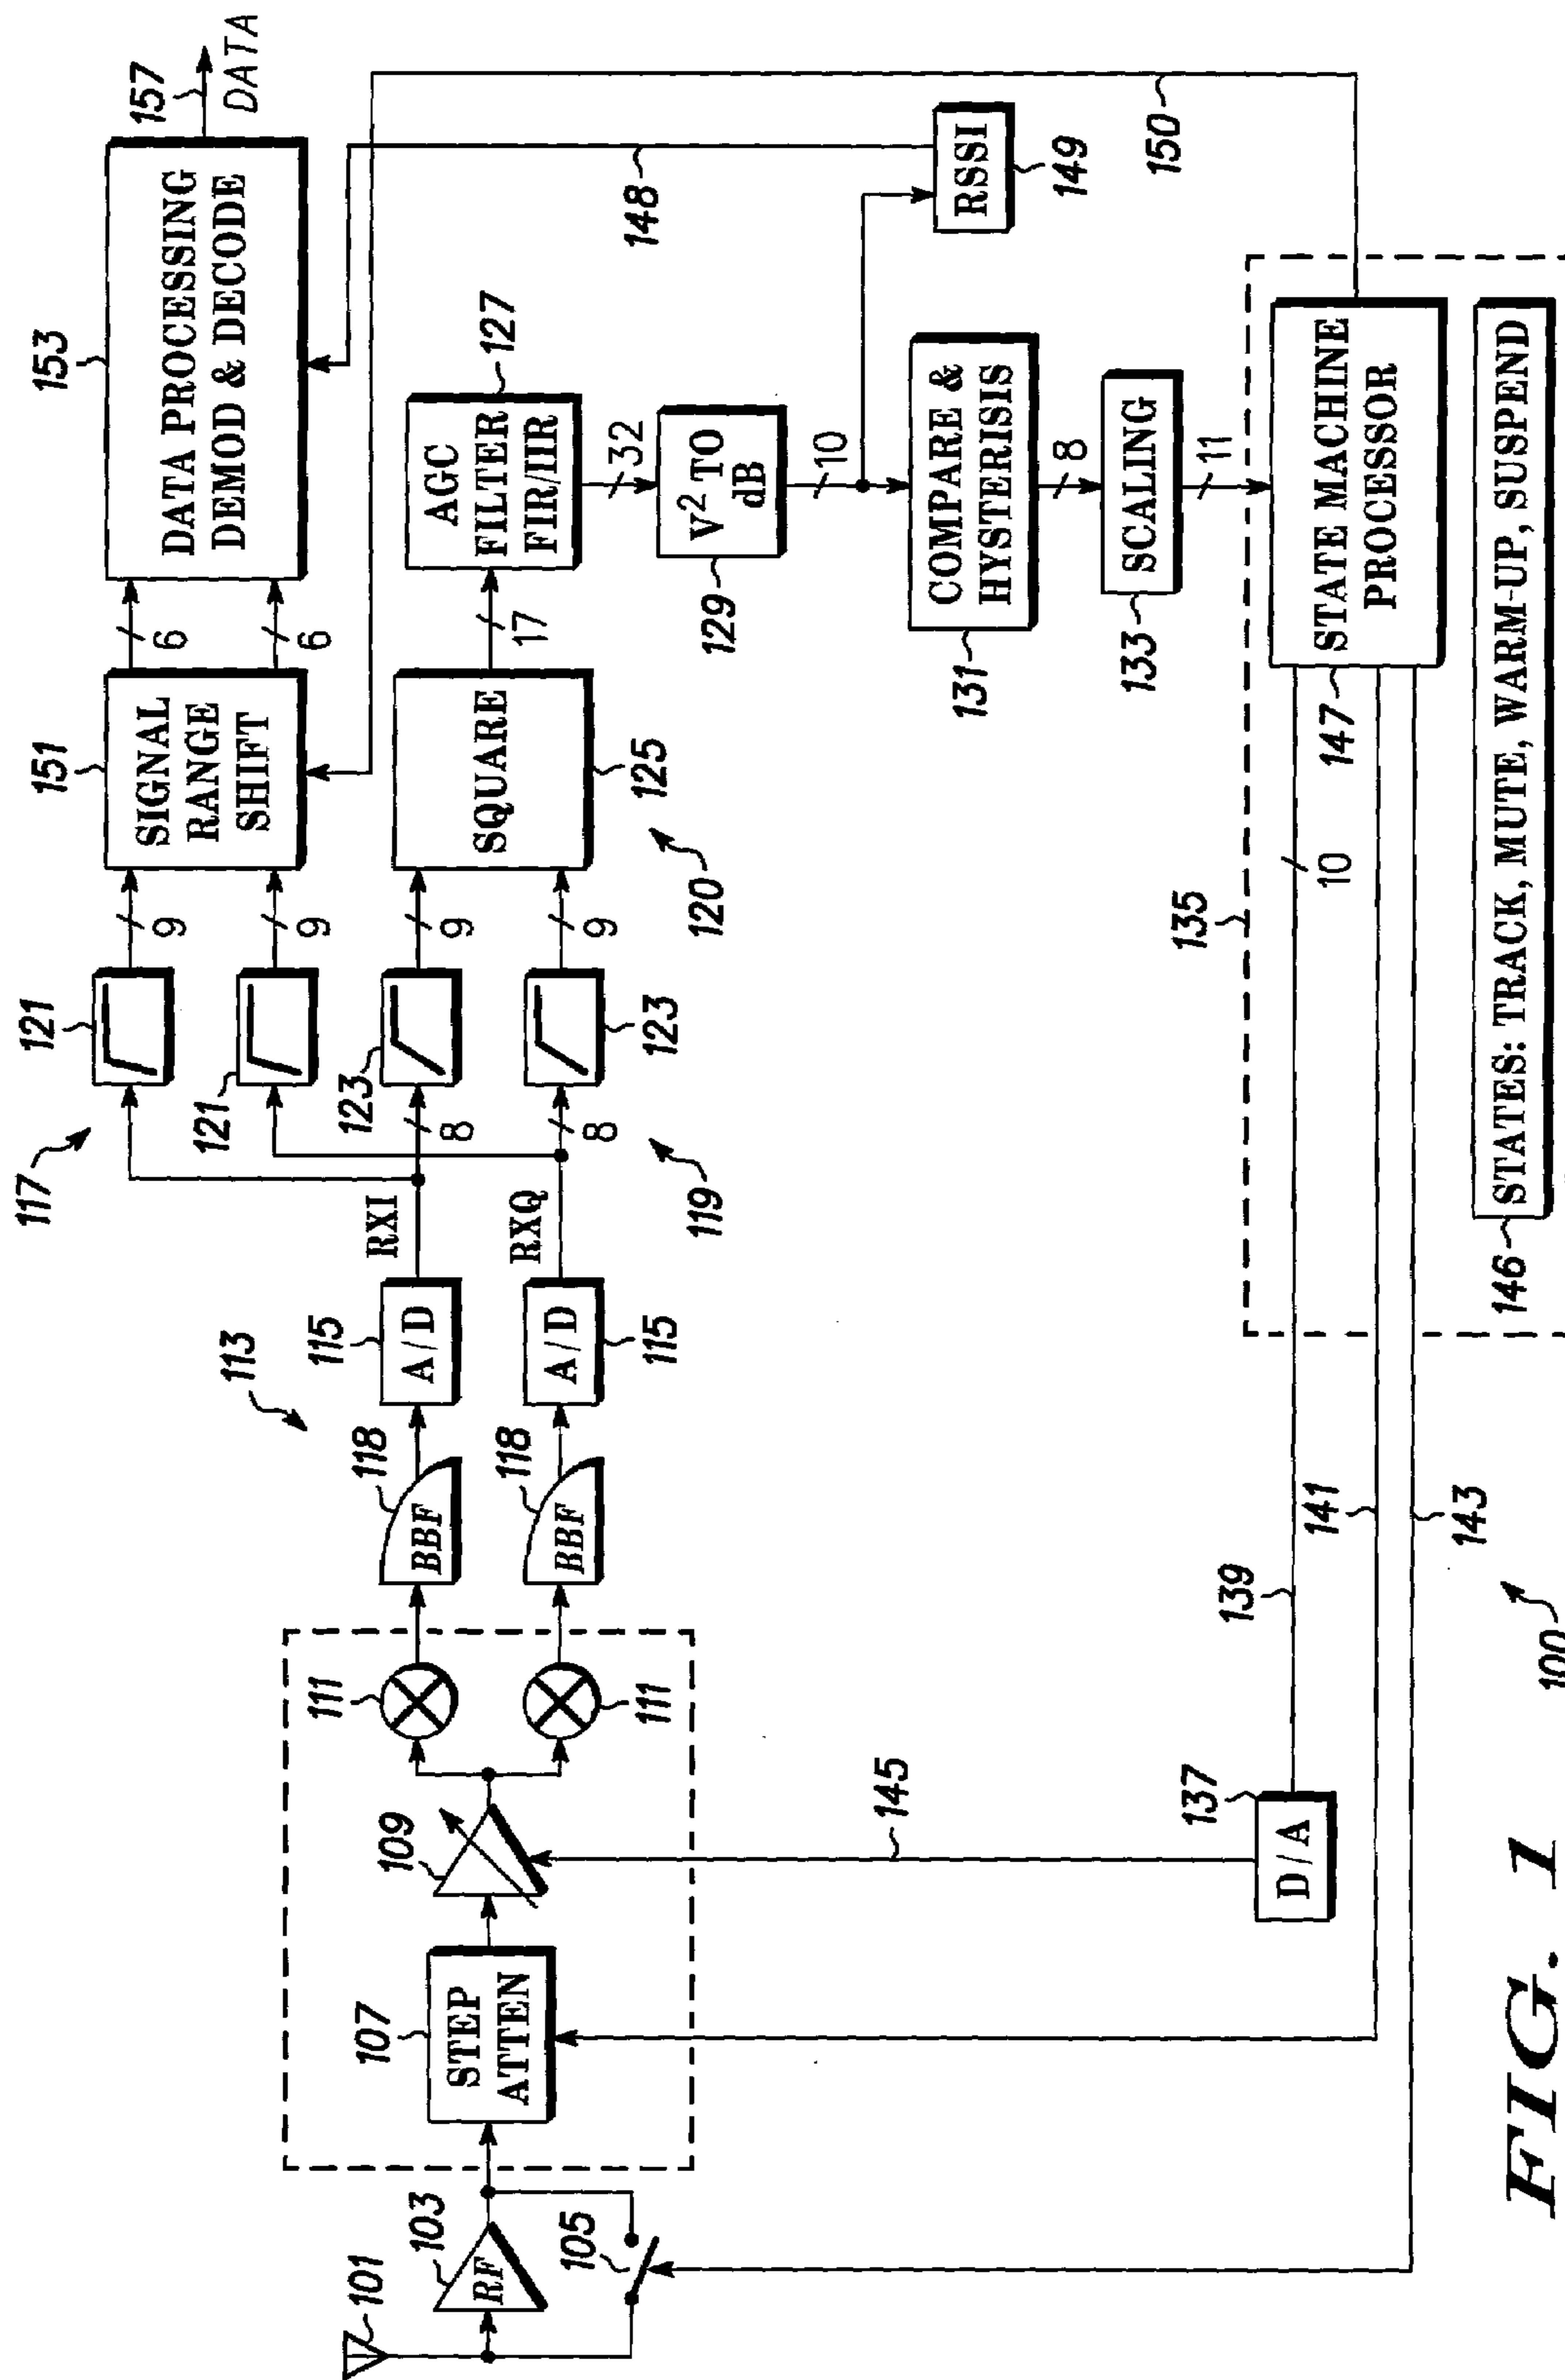 101
103
RF
105
107
STEP
ATTEN
109
111
111
145
137
D/A
118
BBF
118
BBF
113
115
A/D
115
A/D
RXI
RXQ
117
119
121
121
123
123
8
8
9
9
9
9
120
151
SIGNAL
RANGE
SHIFT
SQUARE
125
6
6
17
153
DATA PROCESSING
DEMOD & DECODE
157
DATA
AGC
FILTER
FIR/IIR
127
32
V² TO
dB
129
10
148
RSSI
149
150
COMPARE &
HYSTERISIS
131
8
SCALING
133
11
135
STATE MACHINE
PROCESSOR
147
10
139
141
143
146
STATES: TRACK, MUTE, WARM-UP, SUSPEND
100
FIG. 1